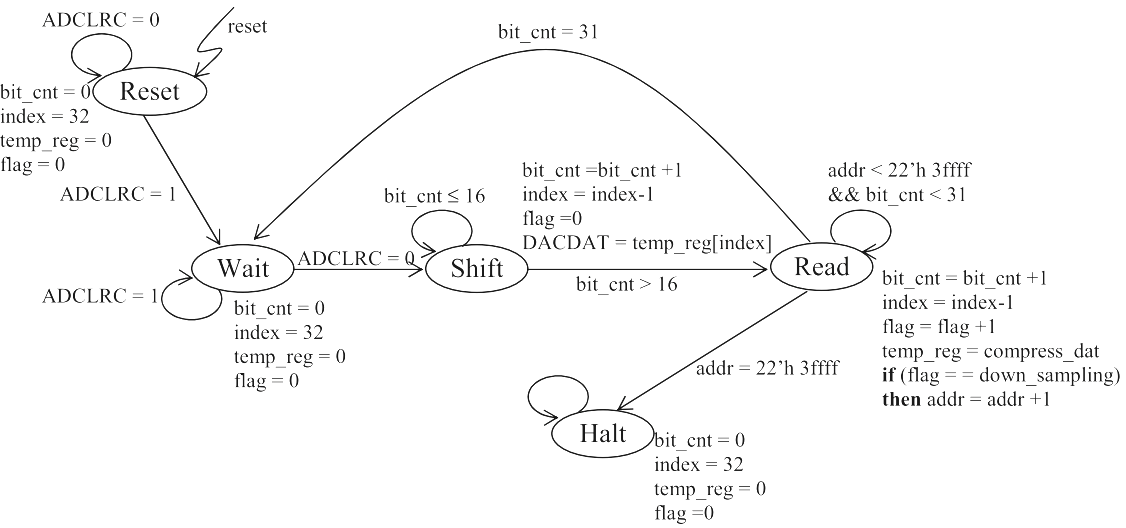 ADCLRC = 0
reset
bit_cnt = 31
Reset
bit_cnt = 0
index = 32
temp_reg = 0
flag = 0
ADCLRC = 1
bit_cnt ≤ 16
bit_cnt =bit_cnt +1
index = index-1
flag =0
DACDAT = temp_reg[index]
addr < 22’h 3ffff
&& bit_cnt < 31
Wait
ADCLRC = 0
Shift
bit_cnt > 16
Read
ADCLRC = 1
bit_cnt = 0
index = 32
temp_reg = 0
flag = 0
bit_cnt = bit_cnt +1
index = index-1
flag = flag +1
temp_reg = compress_dat
if (flag = = down_sampling)
then addr = addr +1
addr = 22’h 3ffff
Halt
bit_cnt = 0
index = 32
temp_reg = 0
flag =0